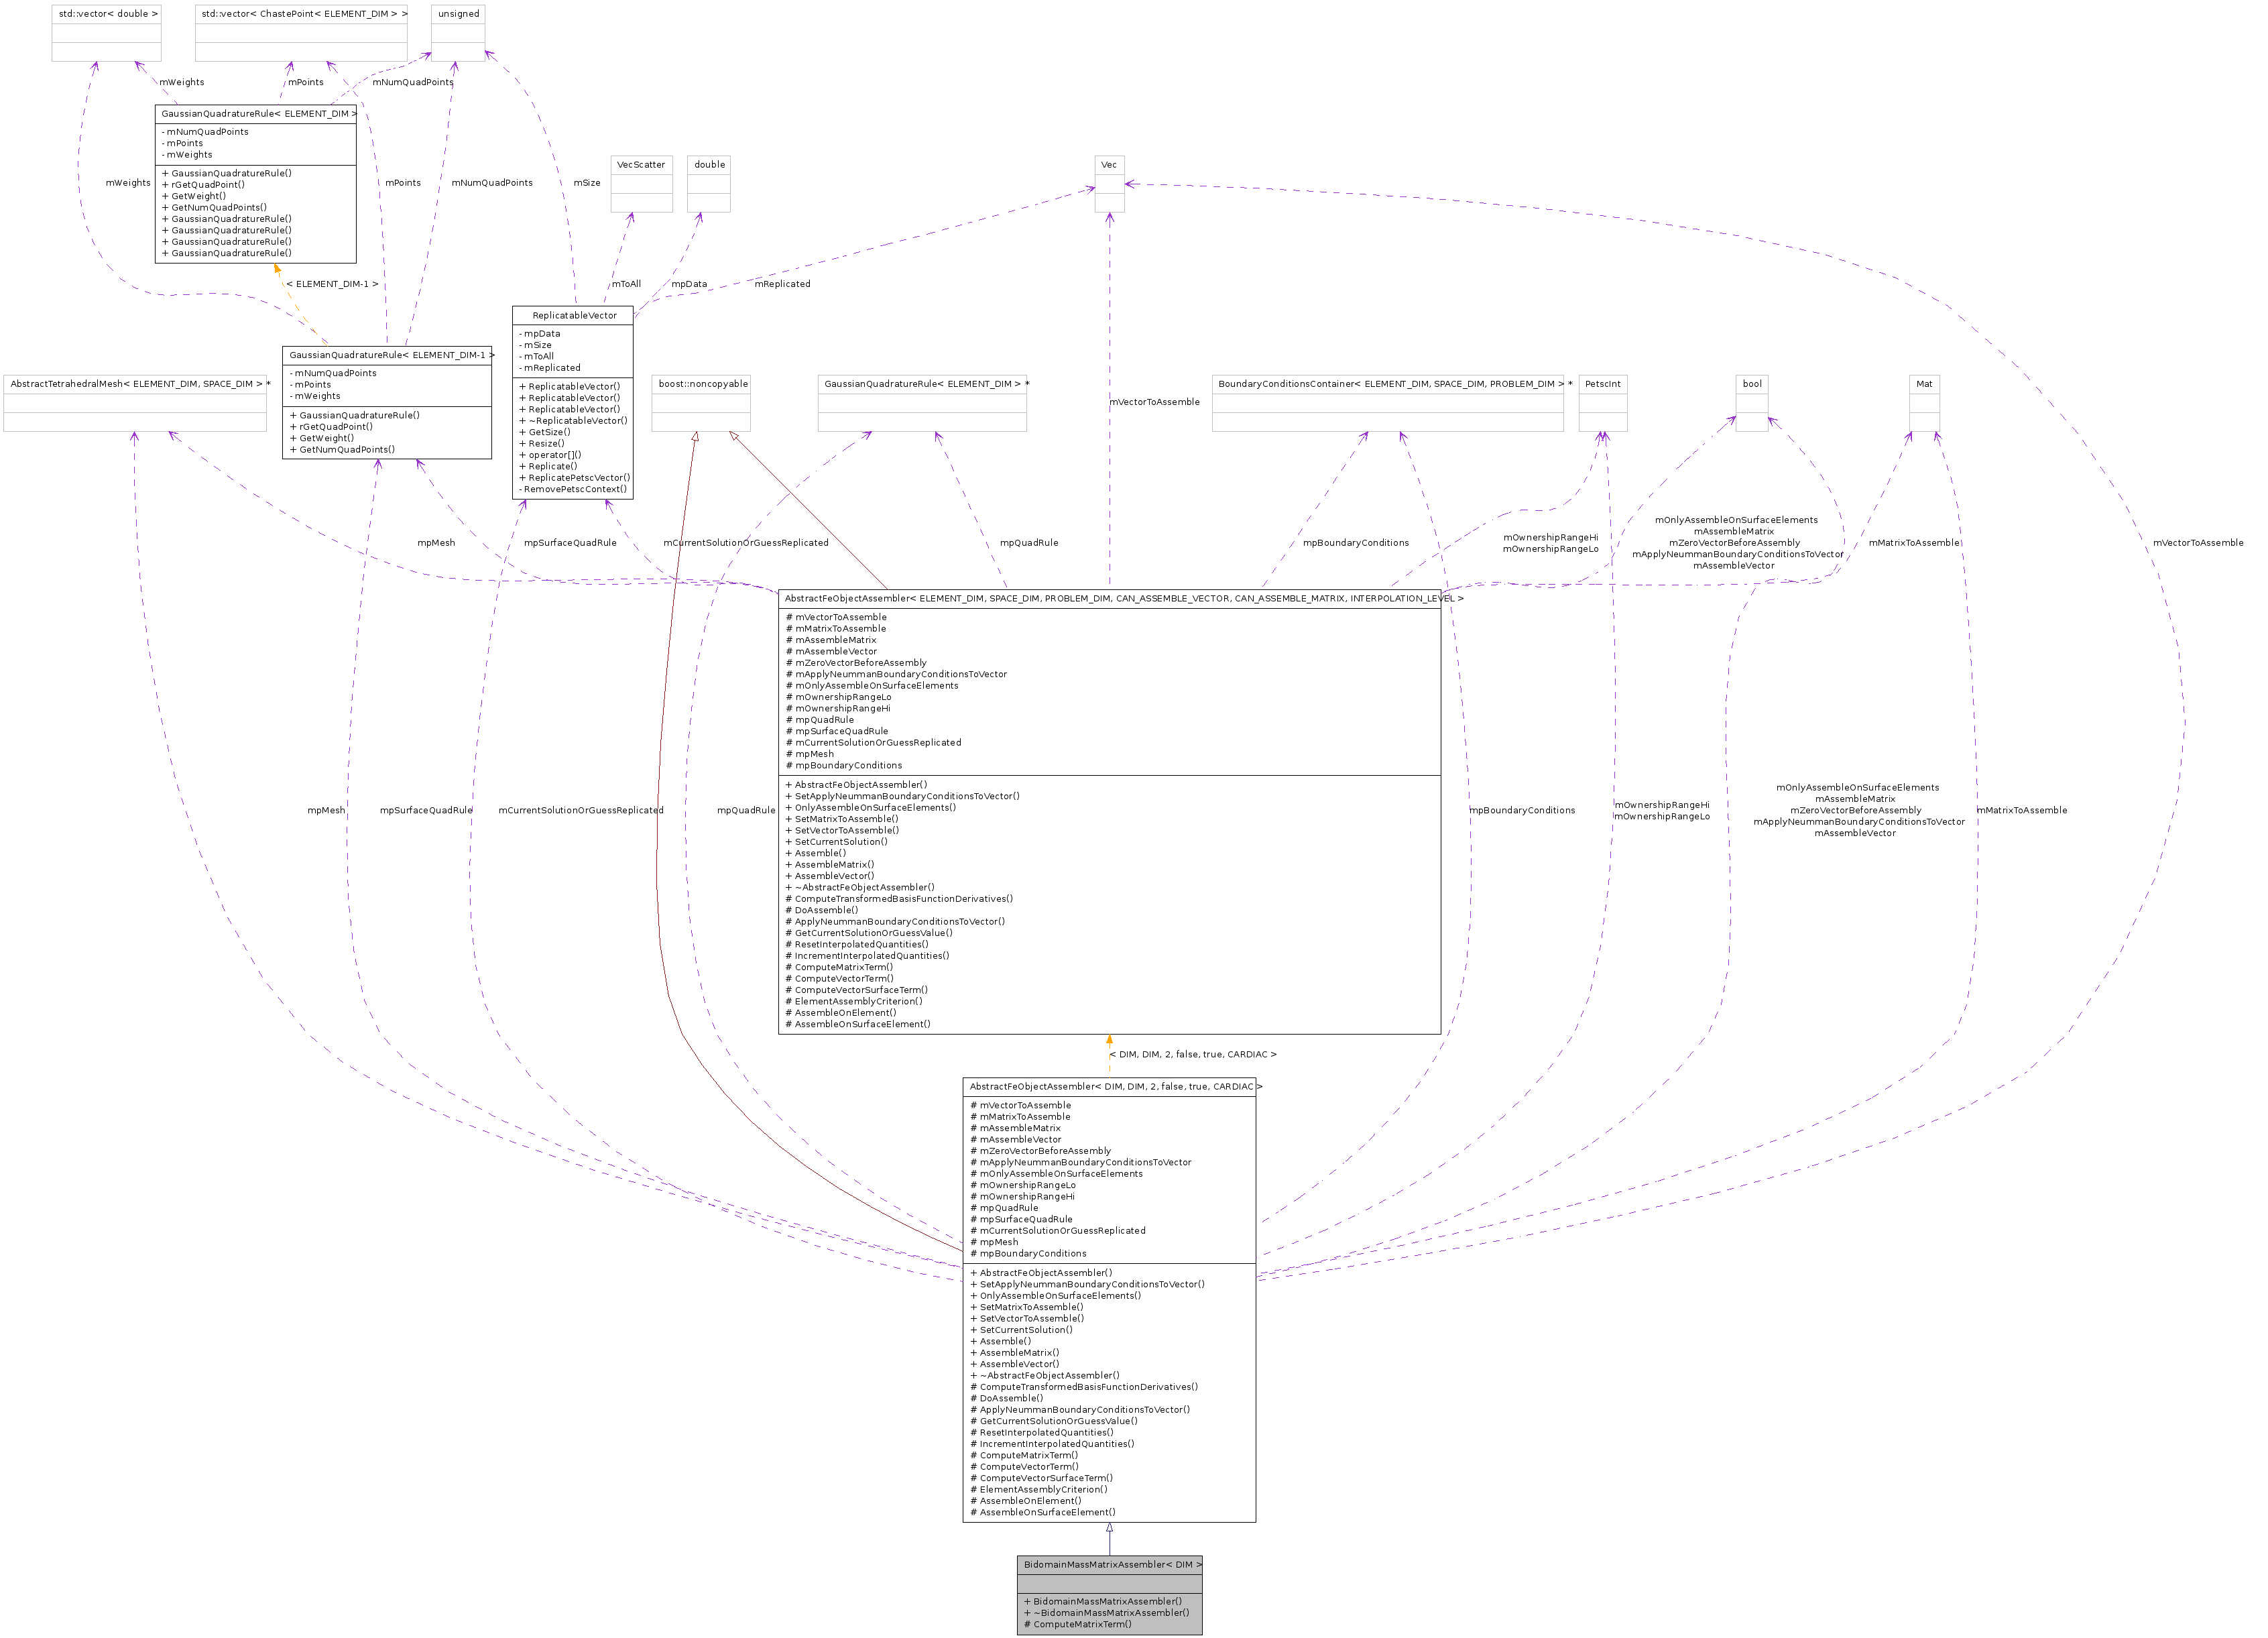 std::vector< double >
std::vector< ChastePoint< ELEMENT_DIM > >
unsigned
mWeights
mPoints
mNumQuadPoints
GaussianQuadratureRule< ELEMENT_DIM >
- mNumQuadPoints
- mPoints
- mWeights
+ GaussianQuadratureRule()
+ rGetQuadPoint()
+ GetWeight()
+ GetNumQuadPoints()
+ GaussianQuadratureRule()
+ GaussianQuadratureRule()
+ GaussianQuadratureRule()
+ GaussianQuadratureRule()
VecScatter
double
Vec
mWeights
mPoints
mNumQuadPoints
mSize
< ELEMENT_DIM-1 >
mToAll
mpData
mReplicated
ReplicatableVector
- mpData
- mSize
- mToAll
- mReplicated
+ ReplicatableVector()
+ ReplicatableVector()
+ ReplicatableVector()
+ ~ReplicatableVector()
+ GetSize()
+ Resize()
+ operator[]()
+ Replicate()
+ ReplicatePetscVector()
- RemovePetscContext()
GaussianQuadratureRule< ELEMENT_DIM-1 >
- mNumQuadPoints
- mPoints
- mWeights
+ GaussianQuadratureRule()
+ rGetQuadPoint()
+ GetWeight()
+ GetNumQuadPoints()
AbstractTetrahedralMesh< ELEMENT_DIM, SPACE_DIM > *
boost::noncopyable
GaussianQuadratureRule< ELEMENT_DIM > *
BoundaryConditionsContainer< ELEMENT_DIM, SPACE_DIM, PROBLEM_DIM > *
PetscInt
bool
Mat
mVectorToAssemble
mpMesh
mpSurfaceQuadRule
mCurrentSolutionOrGuessReplicated
mpQuadRule
mpBoundaryConditions
mOwnershipRangeHi
mOwnershipRangeLo
mOnlyAssembleOnSurfaceElements
mAssembleMatrix
mZeroVectorBeforeAssembly
mApplyNeummanBoundaryConditionsToVector
mAssembleVector
mMatrixToAssemble
mVectorToAssemble
AbstractFeObjectAssembler< ELEMENT_DIM, SPACE_DIM, PROBLEM_DIM, CAN_ASSEMBLE_VECTOR, CAN_ASSEMBLE_MATRIX, INTERPOLATION_LEVEL >
# mVectorToAssemble
# mMatrixToAssemble
# mAssembleMatrix
# mAssembleVector
# mZeroVectorBeforeAssembly
# mApplyNeummanBoundaryConditionsToVector
# mOnlyAssembleOnSurfaceElements
# mOwnershipRangeLo
# mOwnershipRangeHi
# mpQuadRule
# mpSurfaceQuadRule
# mCurrentSolutionOrGuessReplicated
# mpMesh
# mpBoundaryConditions
+ AbstractFeObjectAssembler()
+ SetApplyNeummanBoundaryConditionsToVector()
+ OnlyAssembleOnSurfaceElements()
+ SetMatrixToAssemble()
+ SetVectorToAssemble()
+ SetCurrentSolution()
+ Assemble()
+ AssembleMatrix()
+ AssembleVector()
+ ~AbstractFeObjectAssembler()
# ComputeTransformedBasisFunctionDerivatives()
# DoAssemble()
# ApplyNeummanBoundaryConditionsToVector()
# GetCurrentSolutionOrGuessValue()
# ResetInterpolatedQuantities()
# IncrementInterpolatedQuantities()
# ComputeMatrixTerm()
# ComputeVectorTerm()
# ComputeVectorSurfaceTerm()
# ElementAssemblyCriterion()
# AssembleOnElement()
# AssembleOnSurfaceElement()
mpMesh
mpSurfaceQuadRule
mCurrentSolutionOrGuessReplicated
mpQuadRule
mpBoundaryConditions
mOwnershipRangeHi
mOwnershipRangeLo
mOnlyAssembleOnSurfaceElements
mAssembleMatrix
mZeroVectorBeforeAssembly
mApplyNeummanBoundaryConditionsToVector
mAssembleVector
mMatrixToAssemble
< DIM, DIM, 2, false, true, CARDIAC >
AbstractFeObjectAssembler< DIM, DIM, 2, false, true, CARDIAC >
# mVectorToAssemble
# mMatrixToAssemble
# mAssembleMatrix
# mAssembleVector
# mZeroVectorBeforeAssembly
# mApplyNeummanBoundaryConditionsToVector
# mOnlyAssembleOnSurfaceElements
# mOwnershipRangeLo
# mOwnershipRangeHi
# mpQuadRule
# mpSurfaceQuadRule
# mCurrentSolutionOrGuessReplicated
# mpMesh
# mpBoundaryConditions
+ AbstractFeObjectAssembler()
+ SetApplyNeummanBoundaryConditionsToVector()
+ OnlyAssembleOnSurfaceElements()
+ SetMatrixToAssemble()
+ SetVectorToAssemble()
+ SetCurrentSolution()
+ Assemble()
+ AssembleMatrix()
+ AssembleVector()
+ ~AbstractFeObjectAssembler()
# ComputeTransformedBasisFunctionDerivatives()
# DoAssemble()
# ApplyNeummanBoundaryConditionsToVector()
# GetCurrentSolutionOrGuessValue()
# ResetInterpolatedQuantities()
# IncrementInterpolatedQuantities()
# ComputeMatrixTerm()
# ComputeVectorTerm()
# ComputeVectorSurfaceTerm()
# ElementAssemblyCriterion()
# AssembleOnElement()
# AssembleOnSurfaceElement()
BidomainMassMatrixAssembler< DIM >
+ BidomainMassMatrixAssembler()
+ ~BidomainMassMatrixAssembler()
# ComputeMatrixTerm()